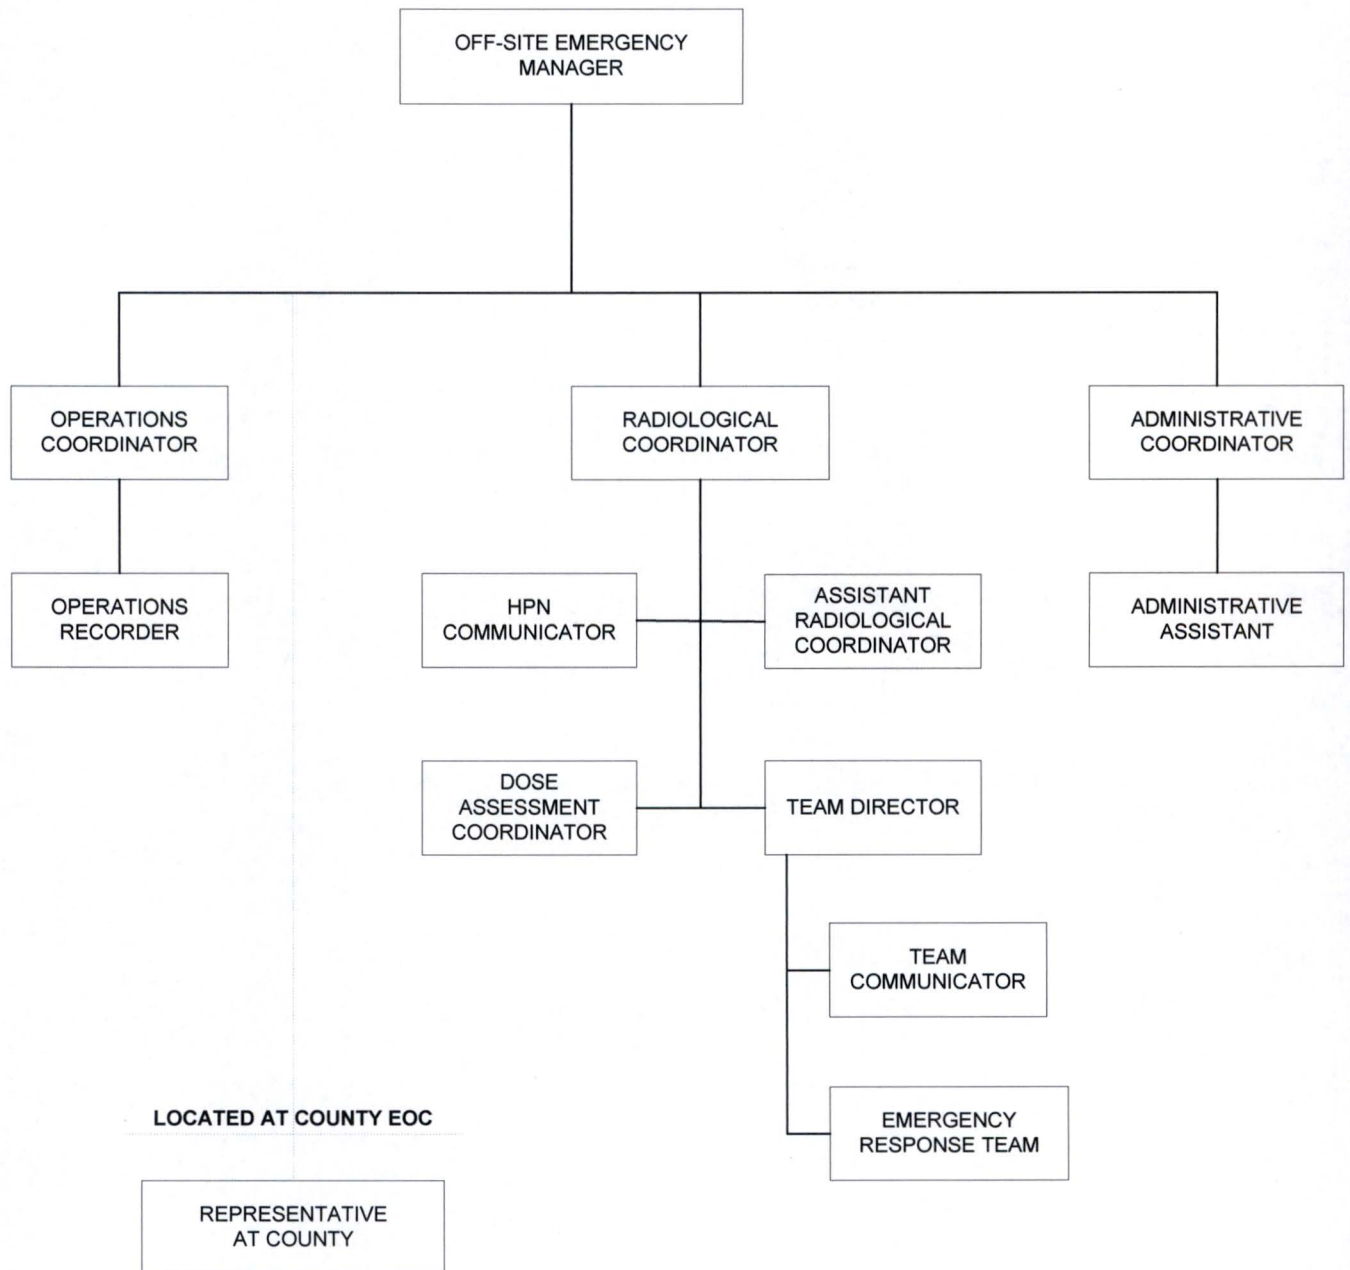 OFF-SITE EMERGENCY
MANAGER
OPERATIONS
COORDINATOR
RADIOLOGICAL
COORDINATOR
ADMINISTRATIVE
COORDINATOR
OPERATIONS
RECORDER
HPN
COMMUNICATOR
ASSISTANT
RADIOLOGICAL
COORDINATOR
ADMINISTRATIVE
ASSISTANT
DOSE
ASSESSMENT
COORDINATOR
TEAM DIRECTOR
TEAM
COMMUNICATOR
LOCATED AT COUNTY EOC
EMERGENCY
RESPONSE TEAM
REPRESENTATIVE
AT COUNTY